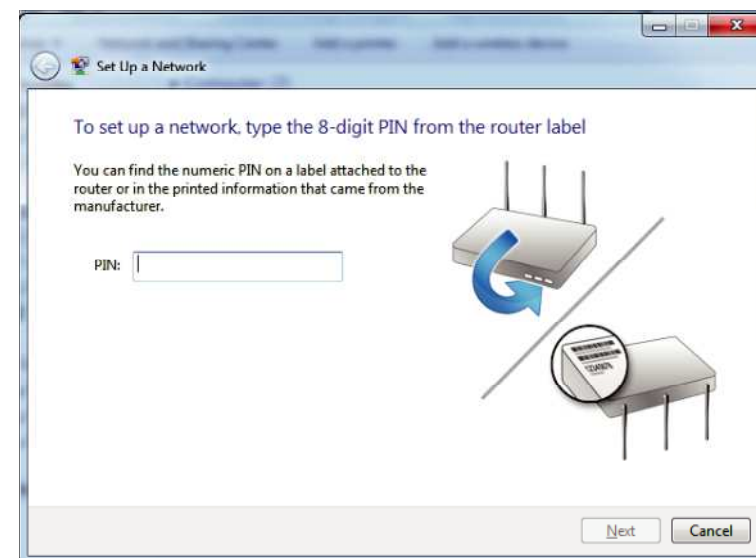 Set Up a Network
To set up a network, type the 8-digit PIN from the router label
You can find the numeric PIN on a label attached to the
router or in the printed information that came from the
manufacturer.
PIN:
12345678
Next
Cancel